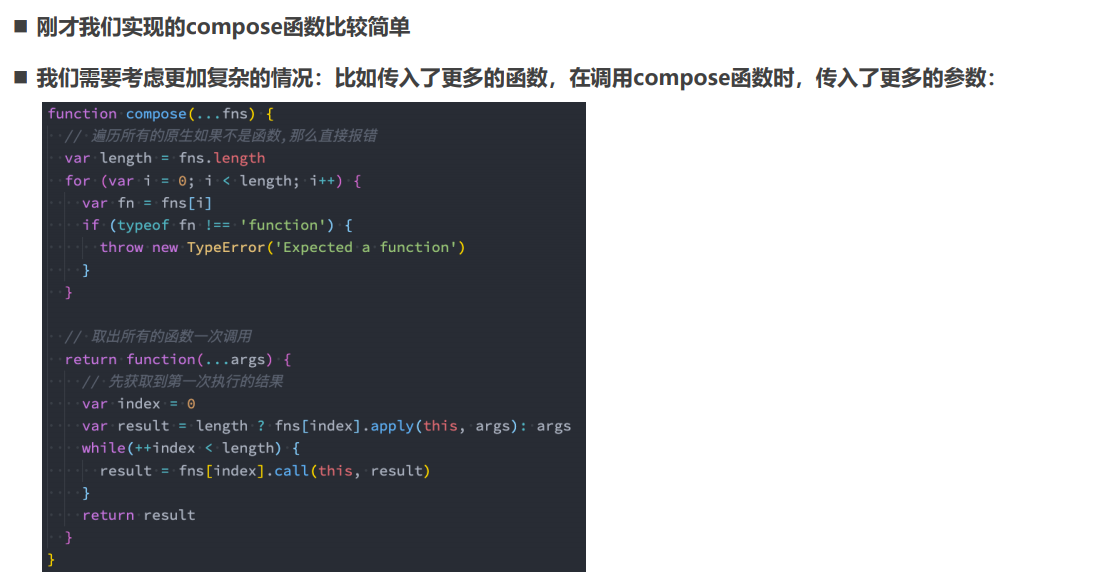 ■ 刚才我们实现的compose函数比较简单
■ 我们需要考虑更加复杂的情况：比如传入了更多的函数，在调用compose函数时，传入了更多的参数：
function compose(...fns) {
  // 遍历所有的原生如果不是函数,那么直接报错
  var length = fns.length
  for (var i = 0; i < length; i++) {
    var fn = fns[i]
    if (typeof fn !== 'function') {
      throw new TypeError('Expected a function')
    }
  }

  // 取出所有的函数一次调用
  return function(...args) {
    // 先获取到第一次执行的结果
    var index = 0
    var result = length ? fns[index].apply(this, args): args
    while(++index < length) {
      result = fns[index].call(this, result)
    }
    return result
  }
}